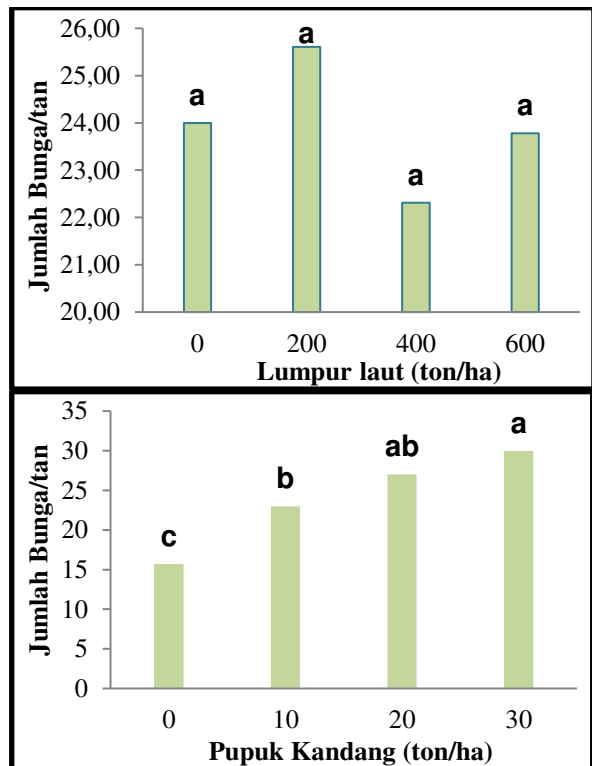 Jumlah Bunga/tan
26,00
25,00
24,00
23,00
22,00
21,00
20,00
a
a
a
a
0 200 400 600
Lumpur laut (ton/ha)
Jumlah Bunga/tan
35
30
25
20
15
10
5
0
c
b
ab
a
0 10 20 30
Pupuk Kandang (ton/ha)